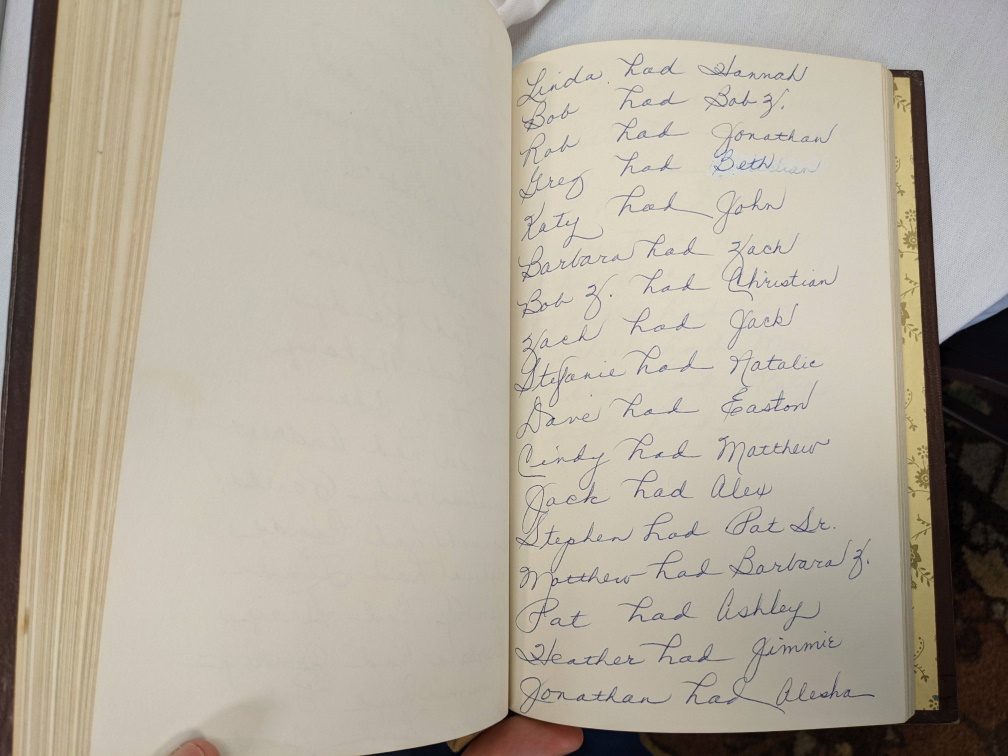 Linda had Hannah
Bob had Bob Z.
Rob had Jonathan
Greg had Beth
Katy had John
Barbara had Zach
Bob Z. had Christian
Zach had Jack
Stefanie had Natalie
Dave had Easton
Cindy had Matthew
Jack had Alex
Stephen had Pat Sr.
Matthew had Barbara Z.
Pat had Ashley
Heather had Jimmie
Jonathan had Alesha